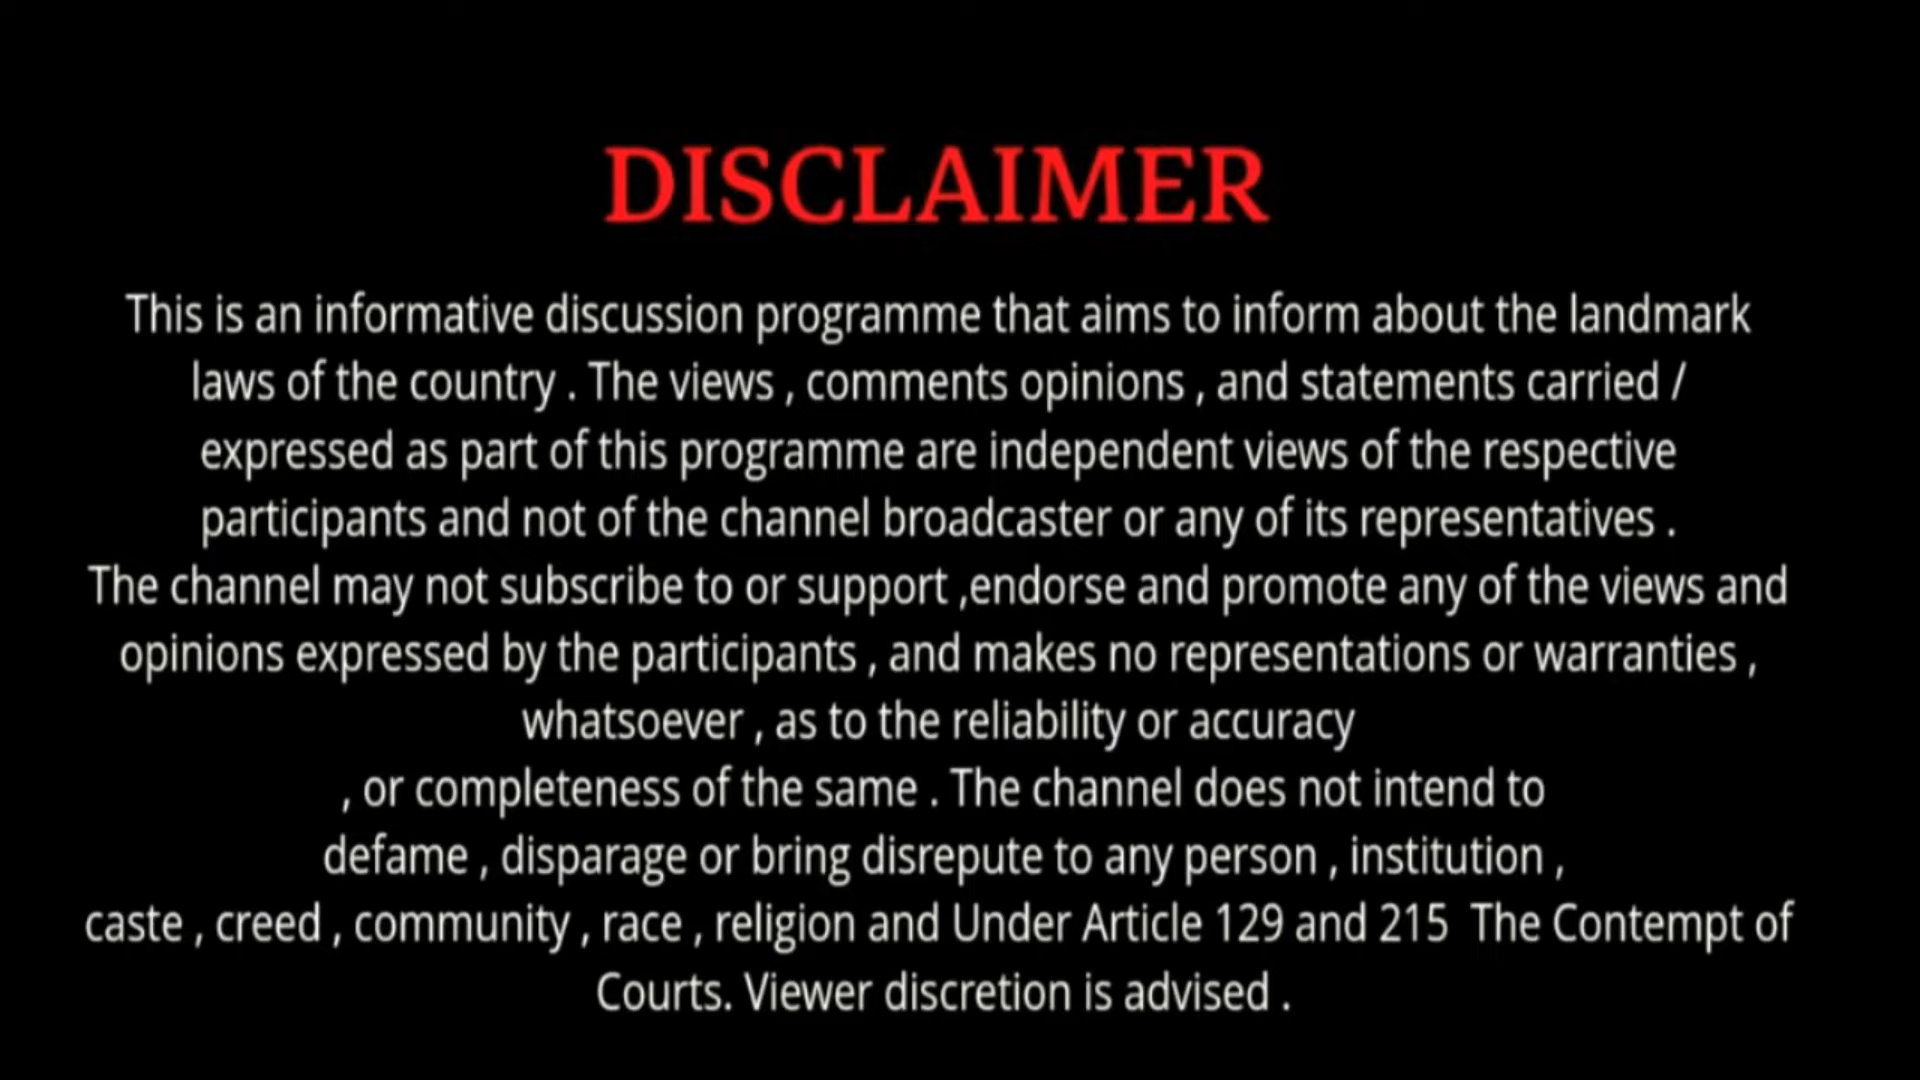 DISCLAIMER
This is an informative discussion programme that aims to inform about the landmark
laws of the country . The views , comments opinions , and statements carried /
expressed as part of this programme are independent views of the respective
participants and not of the channel broadcaster or any of its representatives .
The channel may not subscribe to or support ,endorse and promote any of the views and
opinions expressed by the participants , and makes no representations or warranties ,
whatsoever , as to the reliability or accuracy
, or completeness of the same . The channel does not intend to
defame , disparage or bring disrepute to any person , institution ,
caste , creed , community , race , religion and Under Article 129 and 215  The Contempt of
Courts. Viewer discretion is advised .